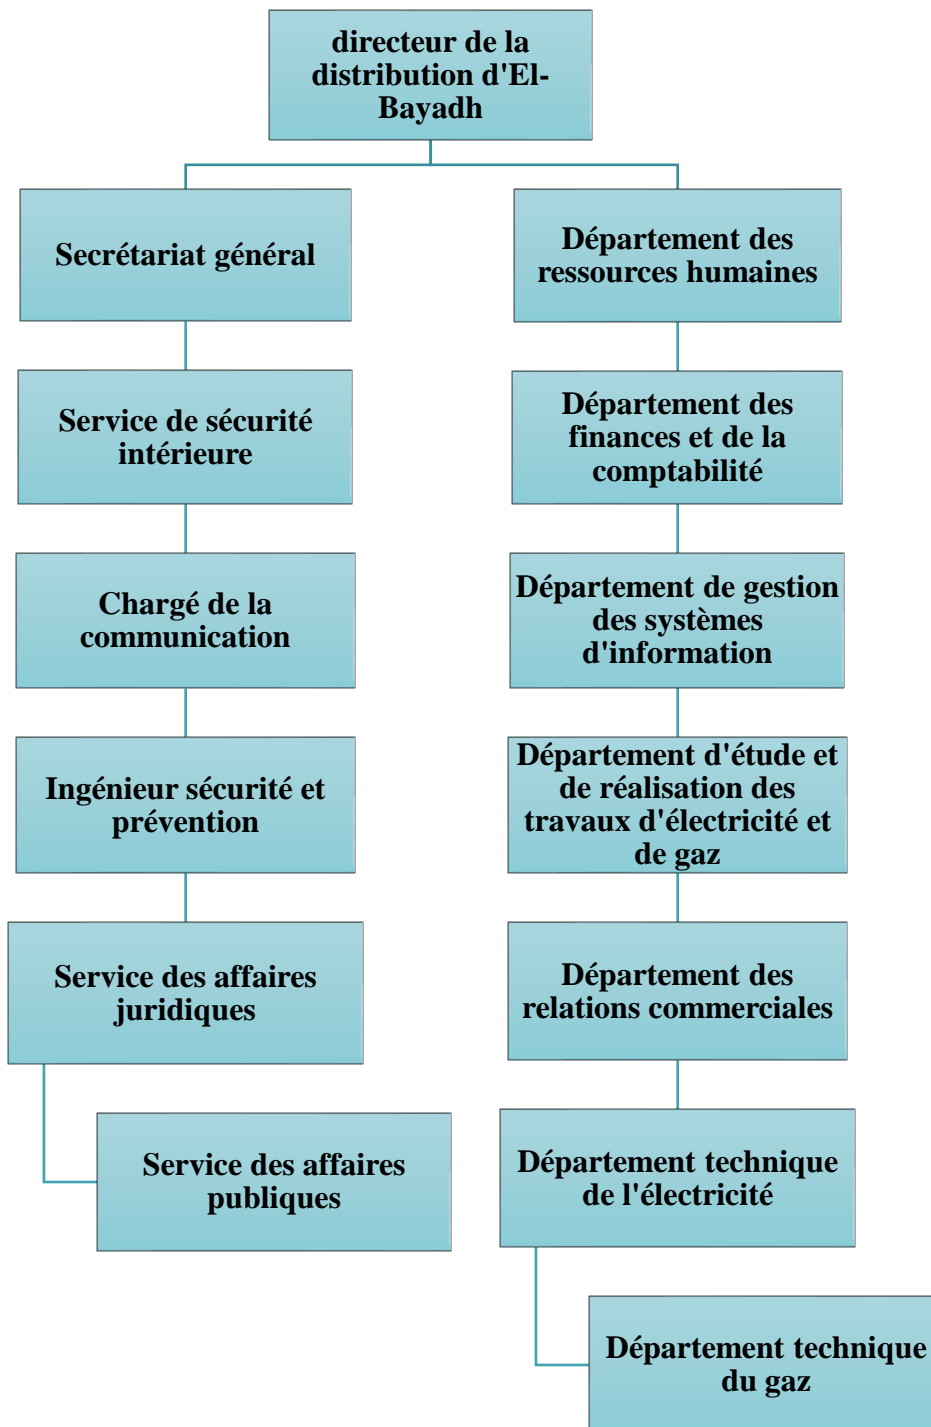 directeur de la
distribution d'El-
Bayadh
Secrétariat général
Département des
ressources humaines
Service de sécurité
intérieure
Département des
finances et de la
comptabilité
Chargé de la
communication
Département de gestion
des systèmes
d'information
Ingénieur sécurité et
prévention
Département d'étude et
de réalisation des
travaux d'électricité et
de gaz
Service des affaires
juridiques
Département des
relations commerciales
Service des affaires
publiques
Département technique
de l'électricité
Département technique
du gaz